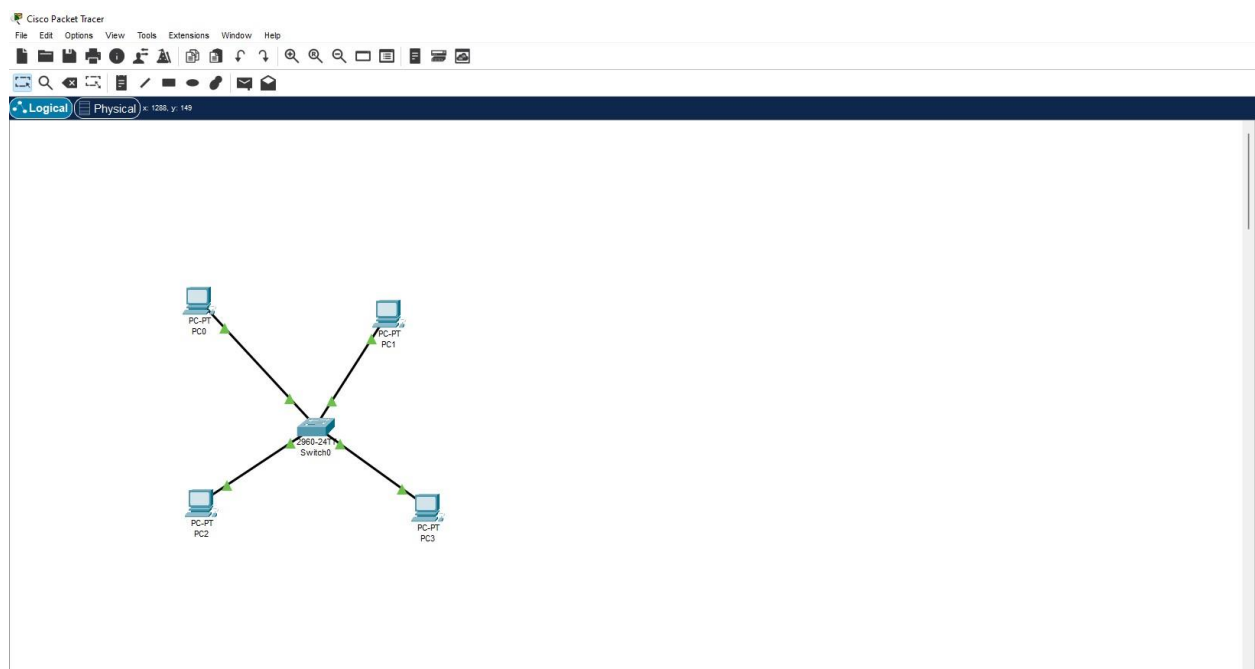 Cisco Packet Tracer
File Edit Options View Tools Extensions Window Help
Logical Physical x: 1288, y: 149
PC-PT
PC0
PC-PT
PC1
2960-24TT
Switch0
PC-PT
PC2
PC-PT
PC3